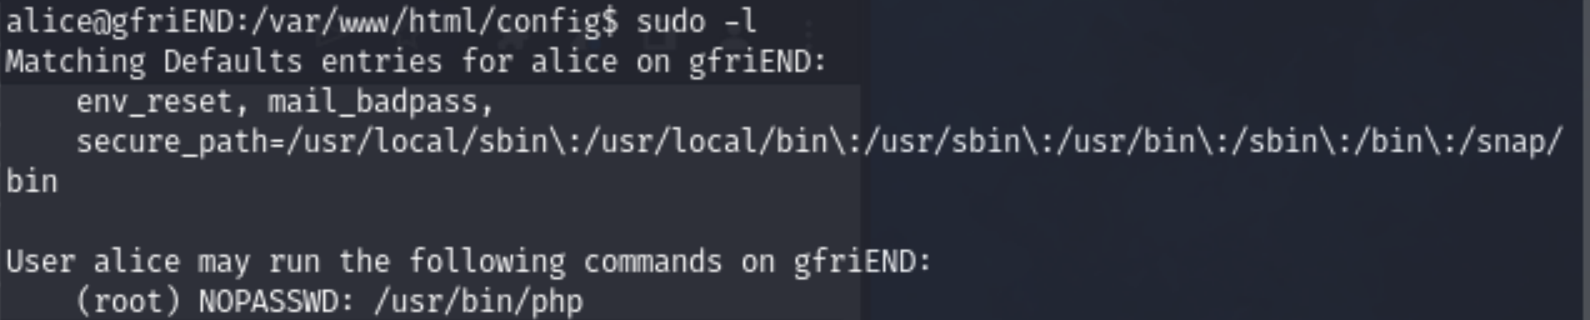 alice@gfriEND:/var/www/html/config$ sudo -l
Matching Defaults entries for alice on gfriEND:
    env_reset, mail_badpass,
    secure_path=/usr/local/sbin\:/usr/local/bin\:/usr/sbin\:/usr/bin\:/sbin\:/bin\:/snap/
bin

User alice may run the following commands on gfriEND:
    (root) NOPASSWD: /usr/bin/php